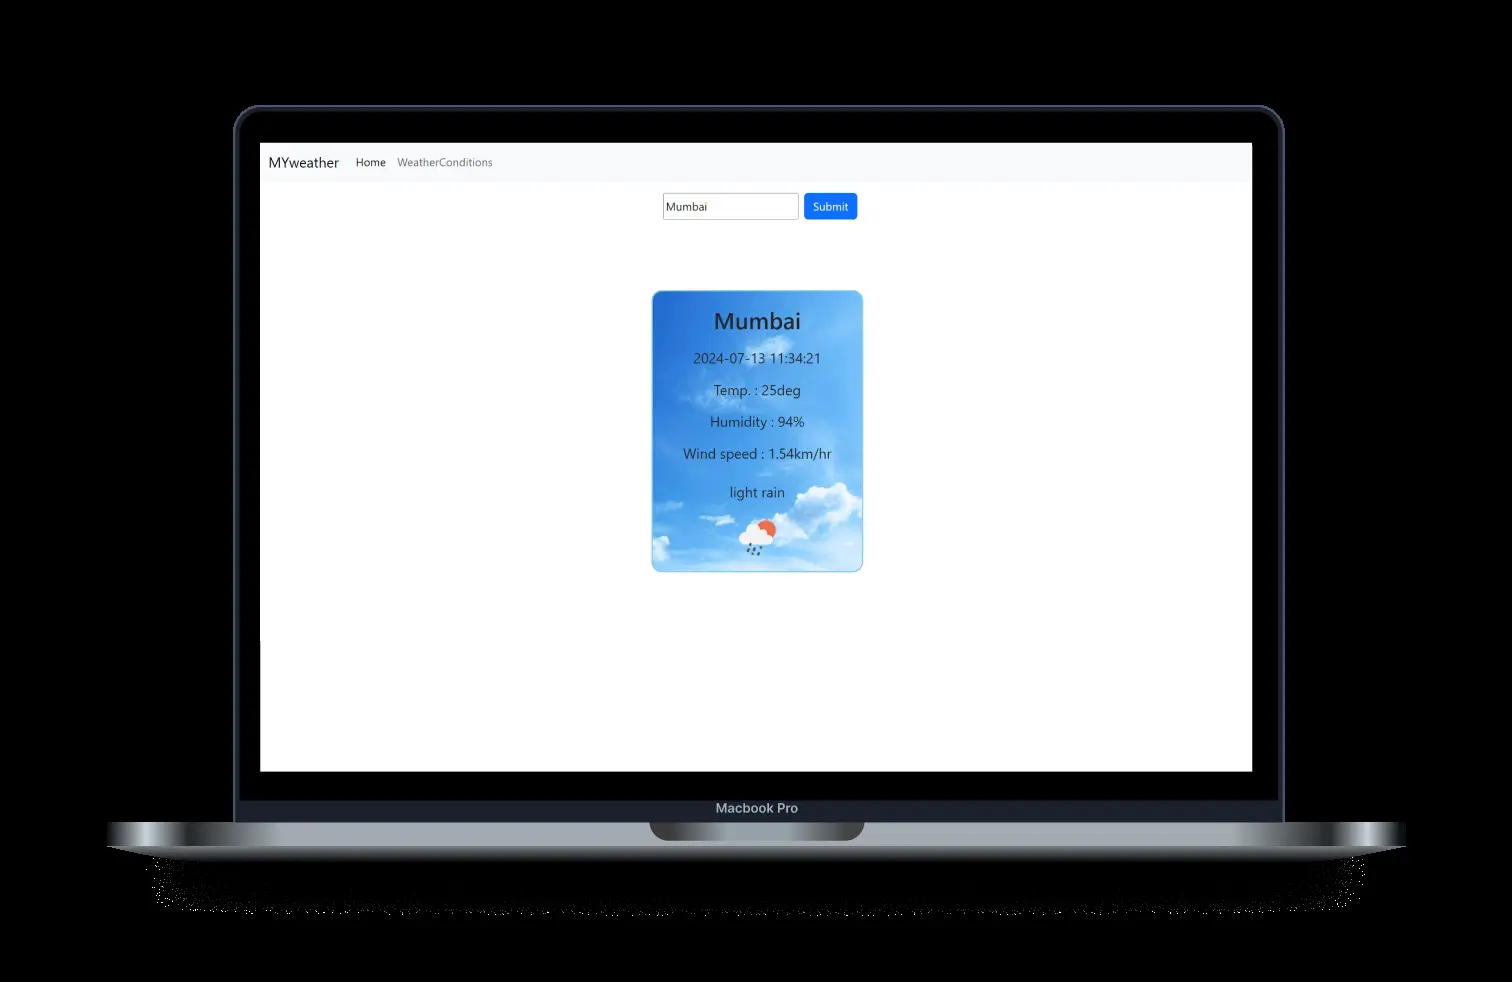 MYweather Home WeatherConditions
Mumbai Submit
Mumbai
2024-07-13 11:34:21
Temp. : 25deg
Humidity : 94%
Wind speed : 1.54km/hr
light rain
Macbook Pro